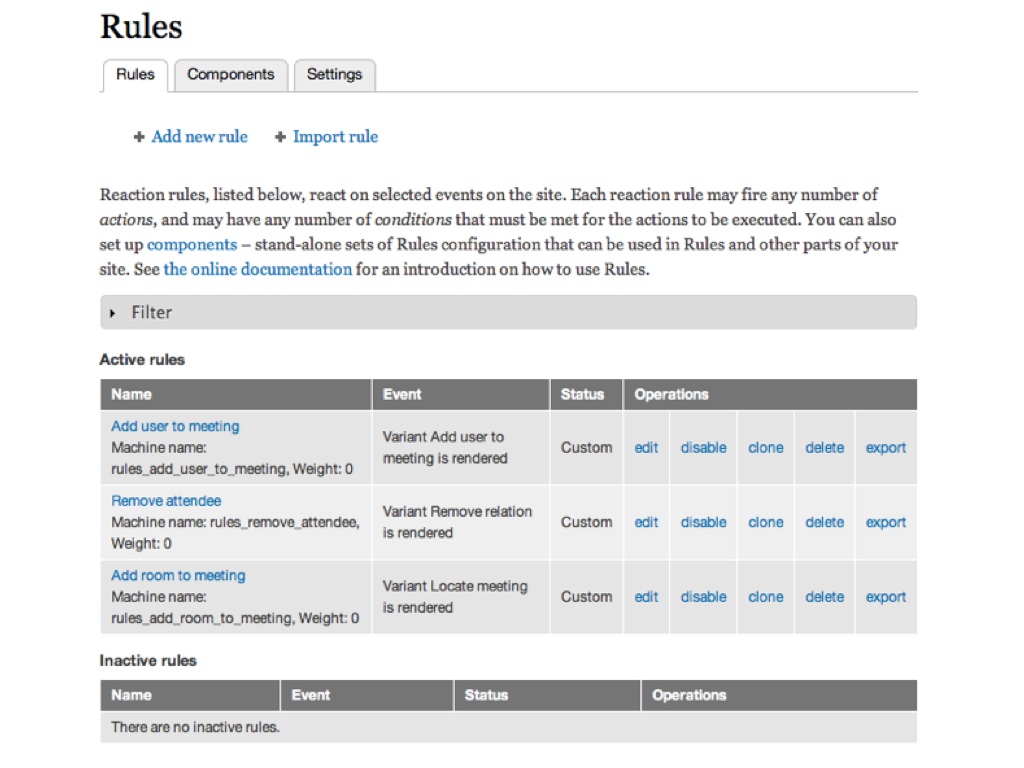 Rules
Rules Components Settings
+ Add new rule + Import rule
Reaction rules, listed below, react on selected events on the site. Each reaction rule may fire any number of
actions, and may have any number of conditions that must be met for the actions to be executed. You can also
set up components – stand-alone sets of Rules configuration that can be used in Rules and other parts of your
site. See the online documentation for an introduction on how to use Rules.
Filter
Active rules
Name Event Status Operations
Add user to meeting
Machine name:
rules_add_user_to_meeting, Weight: 0
Variant Add user to
meeting is rendered
Custom edit disable clone delete export
Remove attendee
Machine name: rules_remove_attendee,
Weight: 0
Variant Remove relation
is rendered
Custom edit disable clone delete export
Add room to meeting
Machine name:
rules_add_room_to_meeting, Weight: 0
Variant Locate meeting
is rendered
Custom edit disable clone delete export
Inactive rules
Name Event Status Operations
There are no inactive rules.